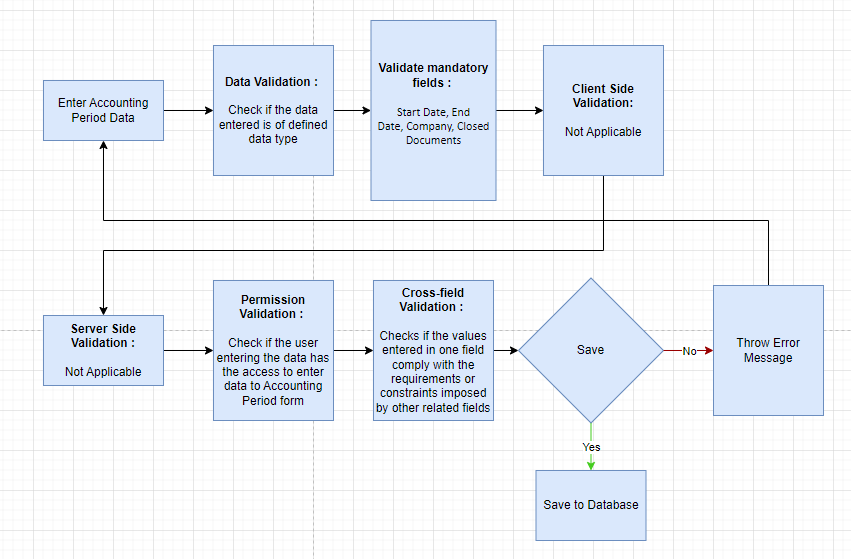 Enter Accounting
Period Data
Data Validation :
Check if the data
entered is of defined
data type
Validate mandatory
fields :
Start Date, End
Date, Company, Closed
Documents
Client Side
Validation:
Not Applicable
Server Side
Validation :
Not Applicable
Permission
Validation :
Check if the user
entering the data has
the access to enter
data to Accounting
Period form
Cross-field
Validation :
Checks if the values
entered in one field
comply with the
requirements or
constraints imposed
by other related fields
Save
No
Throw Error
Message
Yes
Save to Database